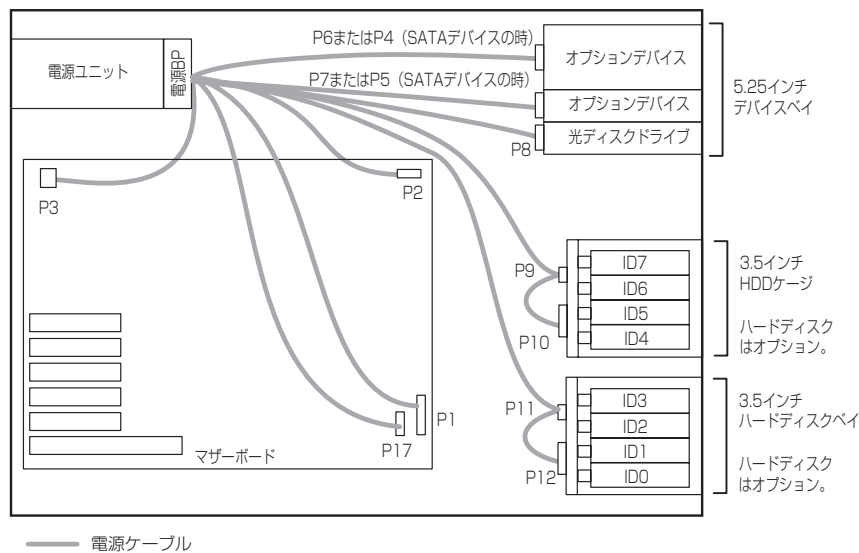 P6またはP4（SATAデバイスの時）
電源ユニット
電源BP
オプションデバイス
P7またはP5（SATAデバイスの時）
5.25インチ
デバイスベイ
オプションデバイス
光ディスクドライブ
P8
P3
P2
P9
ID7
ID6
ID5
ID4
3.5インチ
HDDケージ
ハードディスク
はオプション。
P10
P11
ID3
ID2
ID1
ID0
3.5インチ
ハードディスクベイ
ハードディスク
はオプション。
P1
P17
P12
マザーボード
電源ケーブル